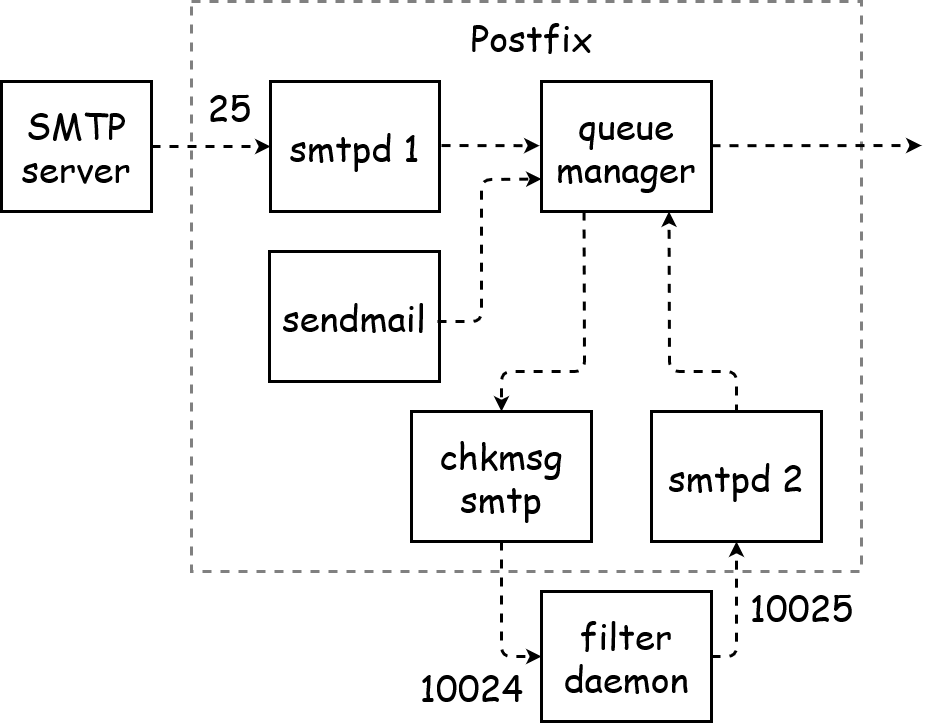 Postfix
SMTP
server
25
smtpd 1
queue
manager
sendmail
chkmsg
smtp
smtpd 2
10024
filter
daemon
10025